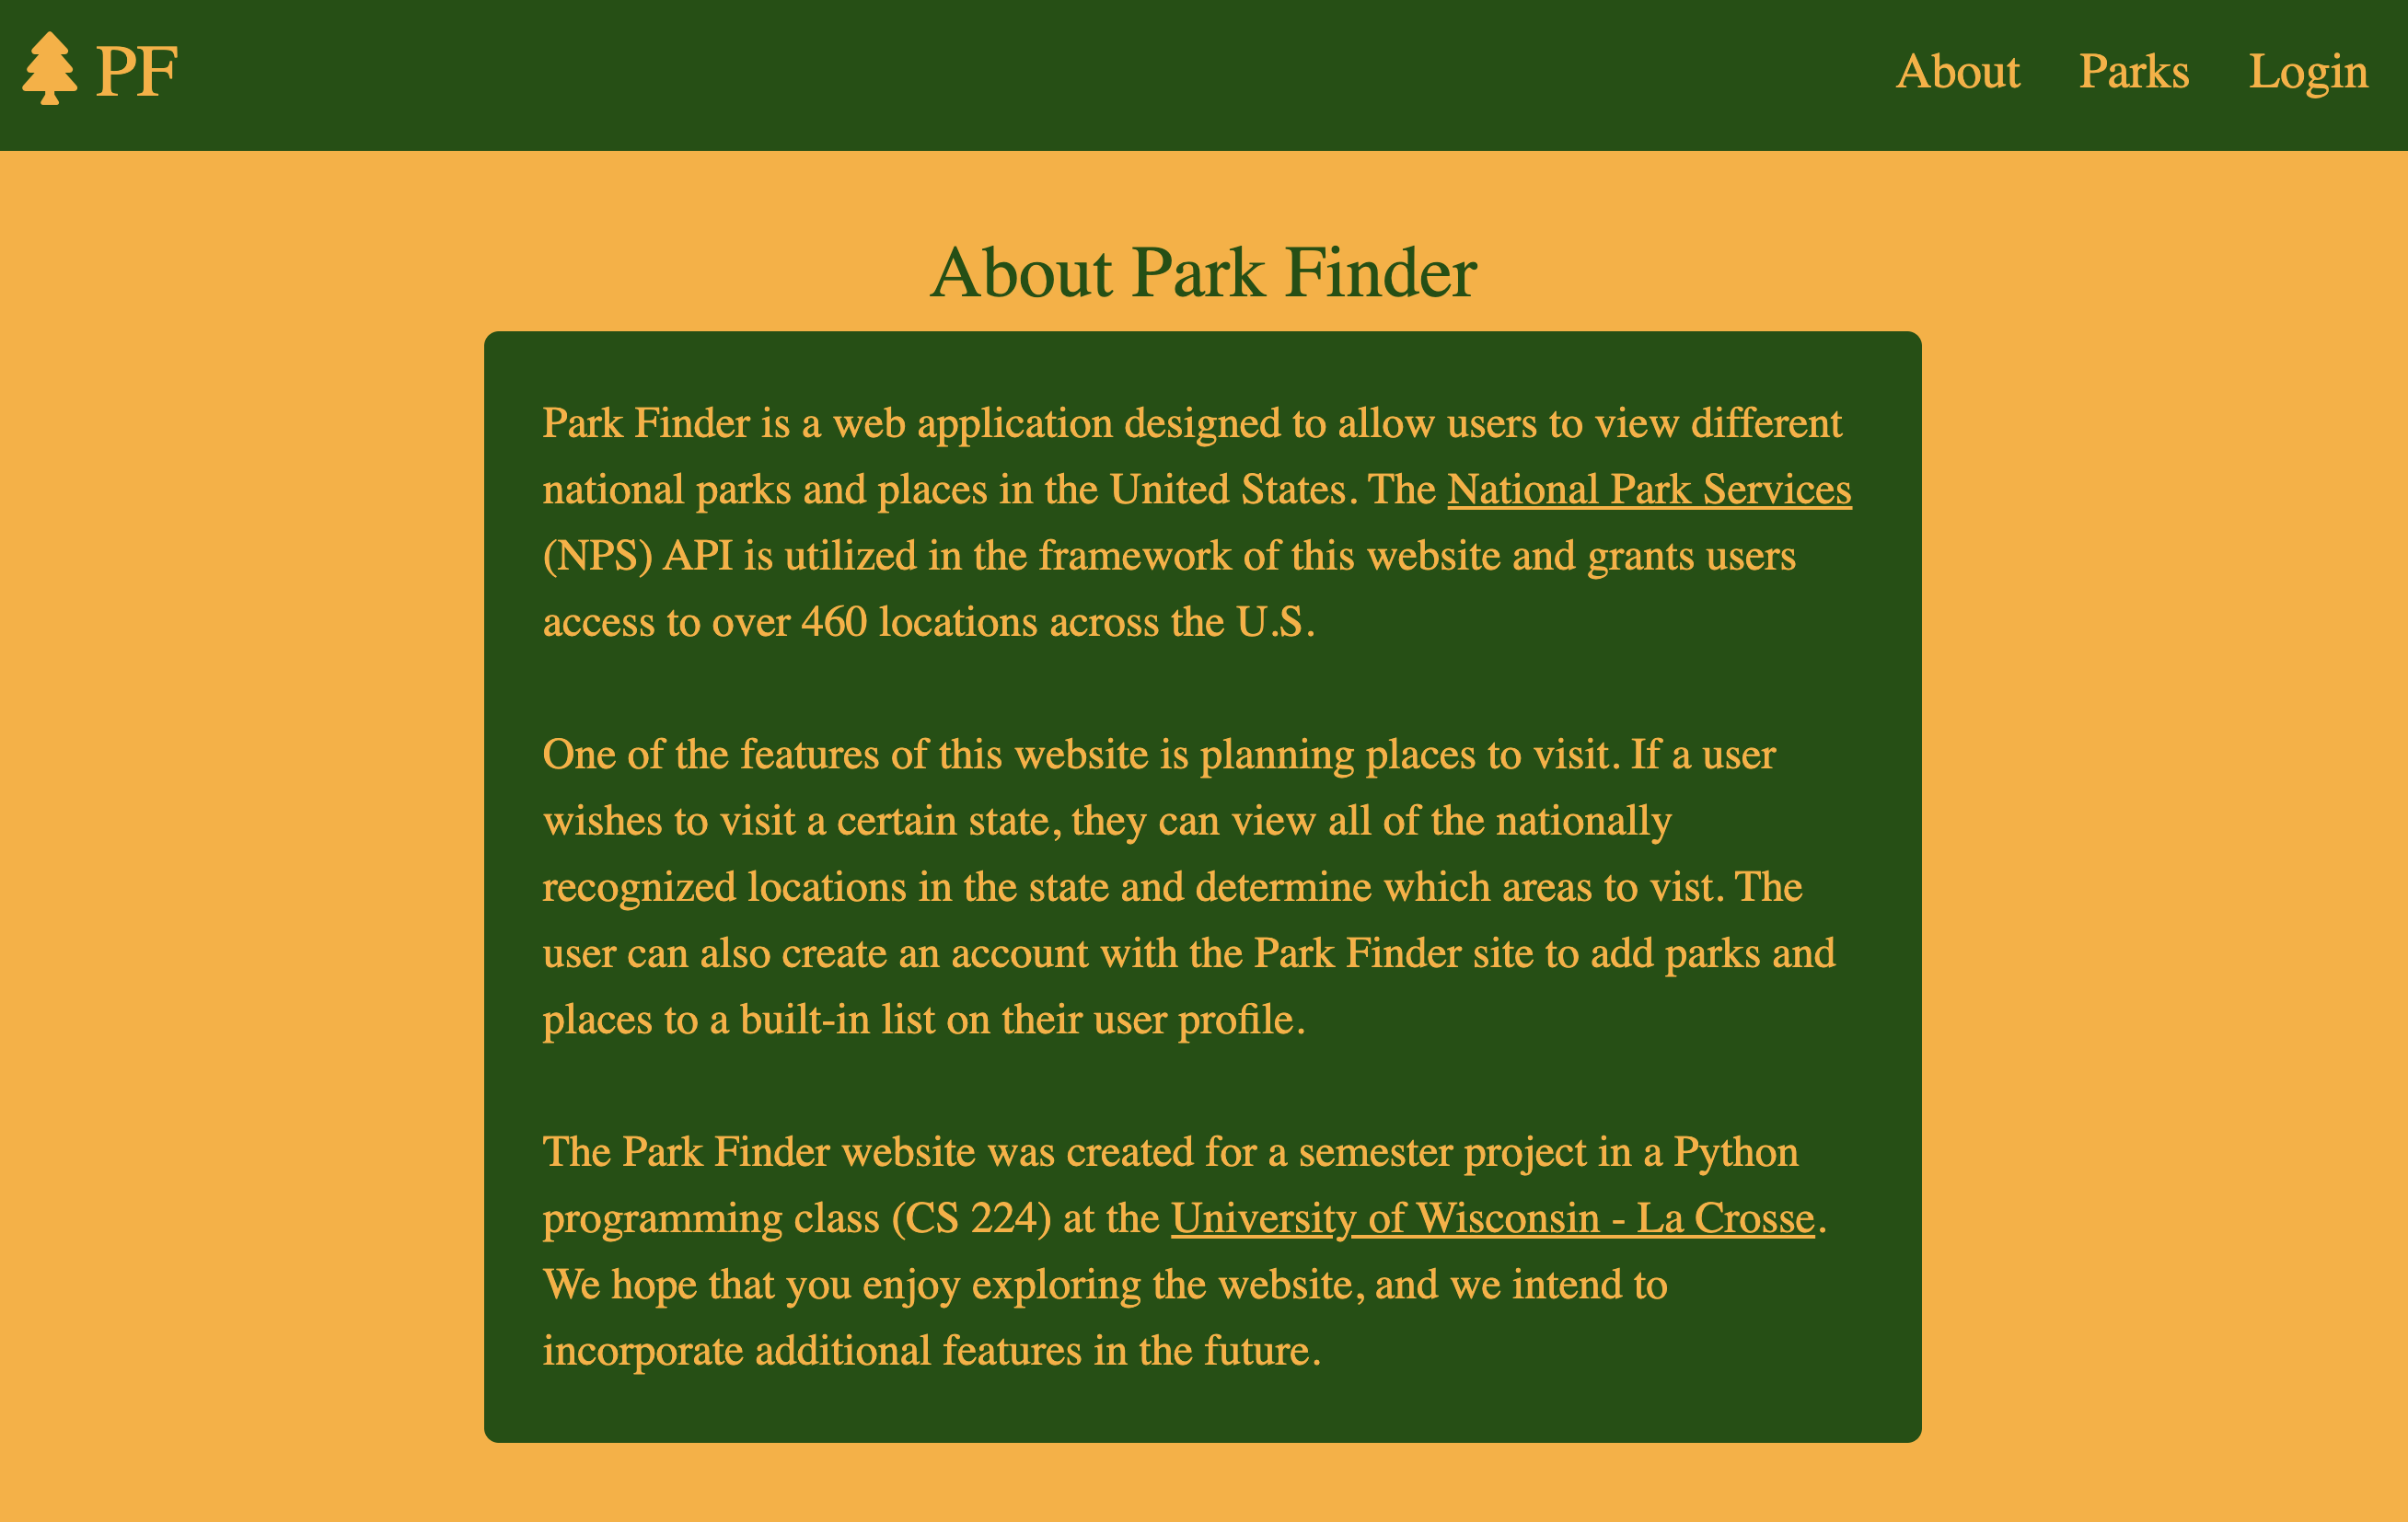 PF
About Parks Login
About Park Finder
Park Finder is a web application designed to allow users to view different
national parks and places in the United States. The National Park Services
(NPS) API is utilized in the framework of this website and grants users
access to over 460 locations across the U.S.
One of the features of this website is planning places to visit. If a user
wishes to visit a certain state, they can view all of the nationally
recognized locations in the state and determine which areas to vist. The
user can also create an account with the Park Finder site to add parks and
places to a built-in list on their user profile.
The Park Finder website was created for a semester project in a Python
programming class (CS 224) at the University of Wisconsin - La Crosse.
We hope that you enjoy exploring the website, and we intend to
incorporate additional features in the future.